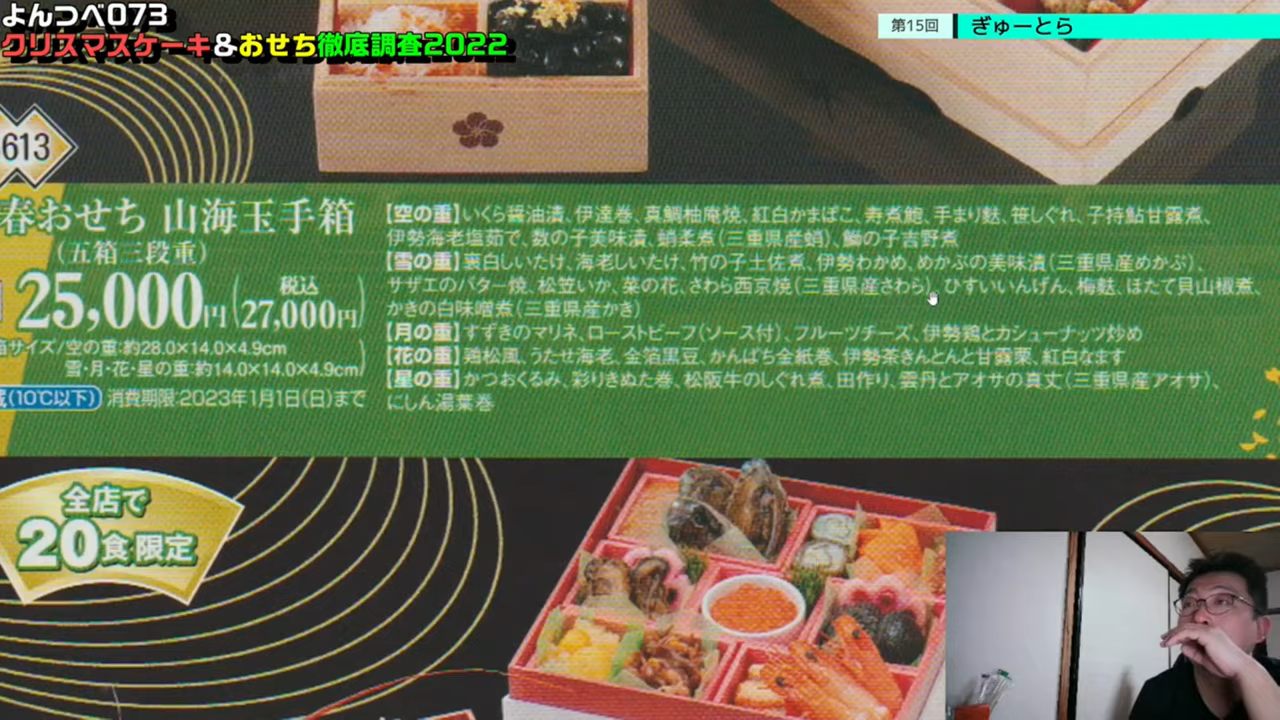 よんつべ073
クリスマスケーキ&おせち徹底調査2022
第15回 ぎゅーとら
613
春おせち 山海玉手箱
(五箱三段重)
25,000円(税込27,000円)
箱サイズ/空の重:約28.0×14.0×4.9cm
雪・月・花・星の重:約14.0×14.0×4.9cm
蔵(10℃以下) 消費期限:2023年1月1日(日)まで
【空の重】いくら醤油漬、伊達巻、真鯛柚庵焼、紅白かまぼこ、寿煮鮑、手まり麩、笹しぐれ、子持鮎甘露煮、
伊勢海老塩茹で、数の子美味漬、蛸柔煮(三重県産蛸)、鰤の子吉野煮
【雪の重】裏白しいたけ、海老しいたけ、竹の子土佐煮、伊勢わかめ、めかぶの美味漬(三重県産めかぶ)、
サザエのバター焼、松笠いか、菜の花、さわら西京焼(三重県産さわら)、ひすいいんげん、梅麩、ほたて貝山椒煮、
かきの白味噌煮(三重県産かき)
【月の重】すずきのマリネ、ローストビーフ(ソース付)、フルーツチーズ、伊勢鶏とカシューナッツ炒め
【花の重】鶏松風、うたせ海老、金箔黒豆、かんぱち全紙巻、伊勢茶きんとんと甘露栗、紅白なます
【星の重】かつおくるみ、彩りきぬた巻、松阪牛のしぐれ煮、田作り、雲丹とアオサの真丈(三重県産アオサ)、
にしん湯葉巻
全店で
20食限定